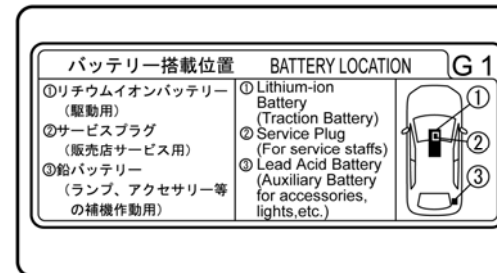 バッテリー搭載位置 BATTERY LOCATION G 1
①リチウムイオンバッテリー
（駆動用）
②サービスプラグ
（販売店サービス用）
③鉛バッテリー
（ランプ、アクセサリー等
の補機作動用）
① Lithium-ion
Battery
(Traction Battery)
② Service Plug
(For service staffs)
③ Lead Acid Battery
(Auxiliary Battery
for accessories,
lights,etc.)
①
②
③